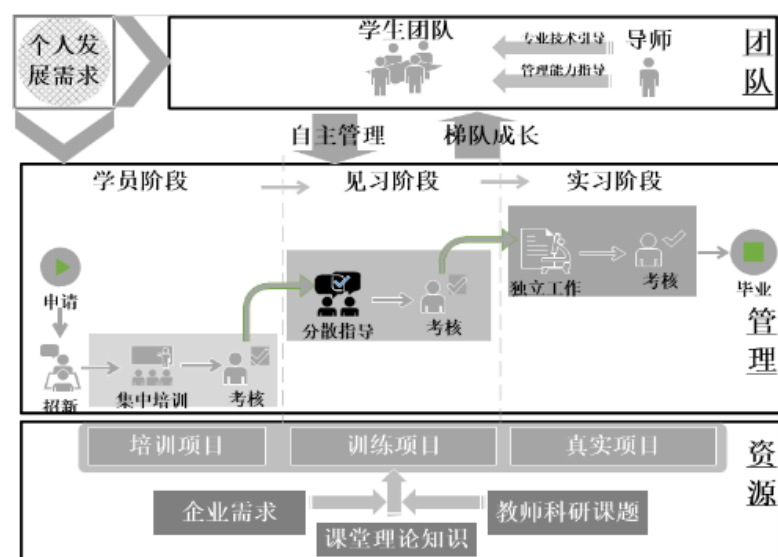 个人发
展需求
学生团队
专业技术引导
管理能力指导
导师
团
队
自主管理
梯队成长
学员阶段
见习阶段
实习阶段
申请
招新
集中培训
考核
分散指导
考核
独立工作
考核
毕业
管
理
培训项目
训练项目
真实项目
资
源
企业需求
课堂理论知识
教师科研课题